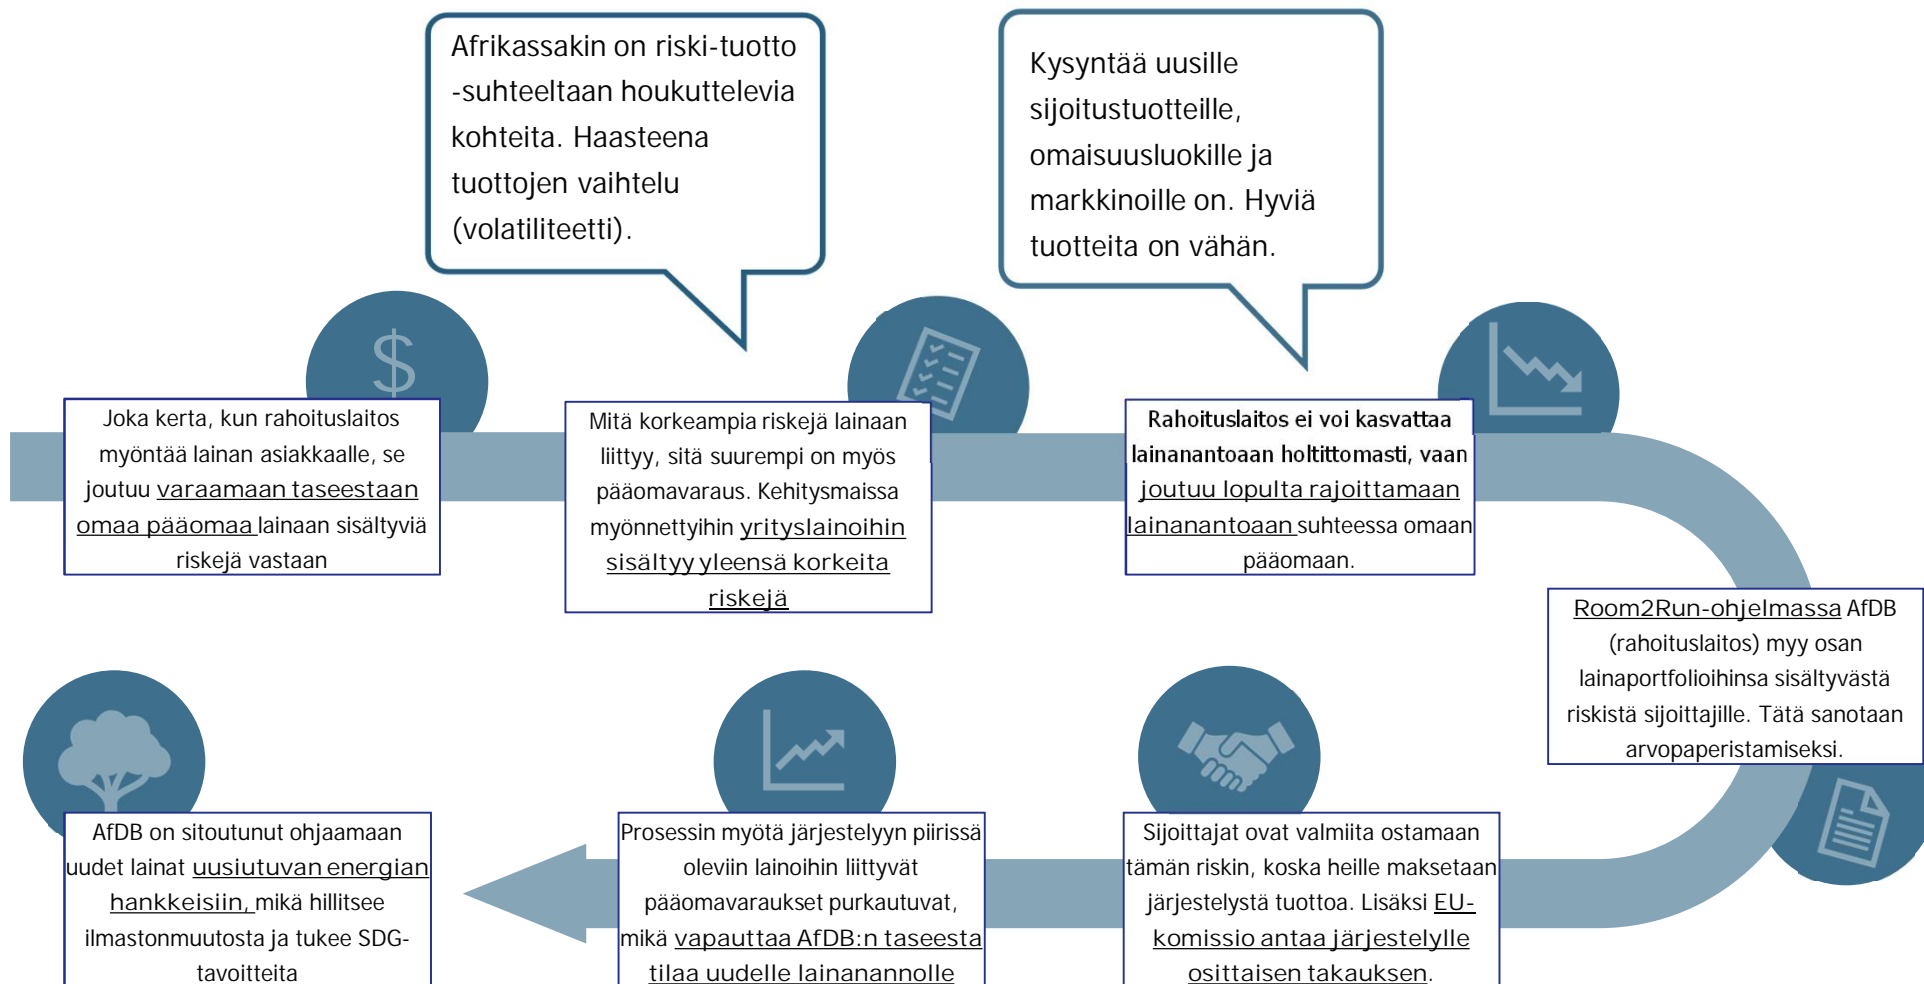 Afrikassakin on riski-tuotto
-suhteeltaan houkuttelevia
kohteita. Haasteena
tuottojen vaihtelu
(volatiliteetti).
Kysyntää uusille
sijoitustuotteille,
omaisuusluokille ja
markkinoille on. Hyviä
tuotteita on vähän.
$
Joka kerta, kun rahoituslaitos
myöntää lainan asiakkaalle, se
joutuu varaamaan taseestaan
omaa pääomaa lainaan sisältyviä
riskejä vastaan
Mitä korkeampia riskejä lainaan
liittyy, sitä suurempi on myös
pääomavaraus. Kehitysmaissa
myönnettyihin yrityslainoihin
sisältyy yleensä korkeita
riskejä
Rahoituslaitos ei voi kasvattaa
lainanantoaan holtittomasti, vaan
joutuu lopulta rajoittamaan
lainanantoaan suhteessa omaan
pääomaan.
Room2Run-ohjelmassa AfDB
(rahoituslaitos) myy osan
lainaportfolioihinsa sisältyvästä
riskistä sijoittajille. Tätä sanotaan
arvopaperistamiseksi.
Sijoittajat ovat valmiita ostamaan
tämän riskin, koska heille maksetaan
järjestelystä tuottoa. Lisäksi EU-
komissio antaa järjestelylle
osittaisen takauksen.
Prosessin myötä järjestelyyn piirissä
oleviin lainoihin liittyvät
pääomavaraukset purkautuvat,
mikä vapauttaa AfDB:n taseesta
tilaa uudelle lainanannolle
AfDB on sitoutunut ohjaamaan
uudet lainat uusiutuvan energian
hankkeisiin, mikä hillitsee
ilmastonmuutosta ja tukee SDG-
tavoitteita